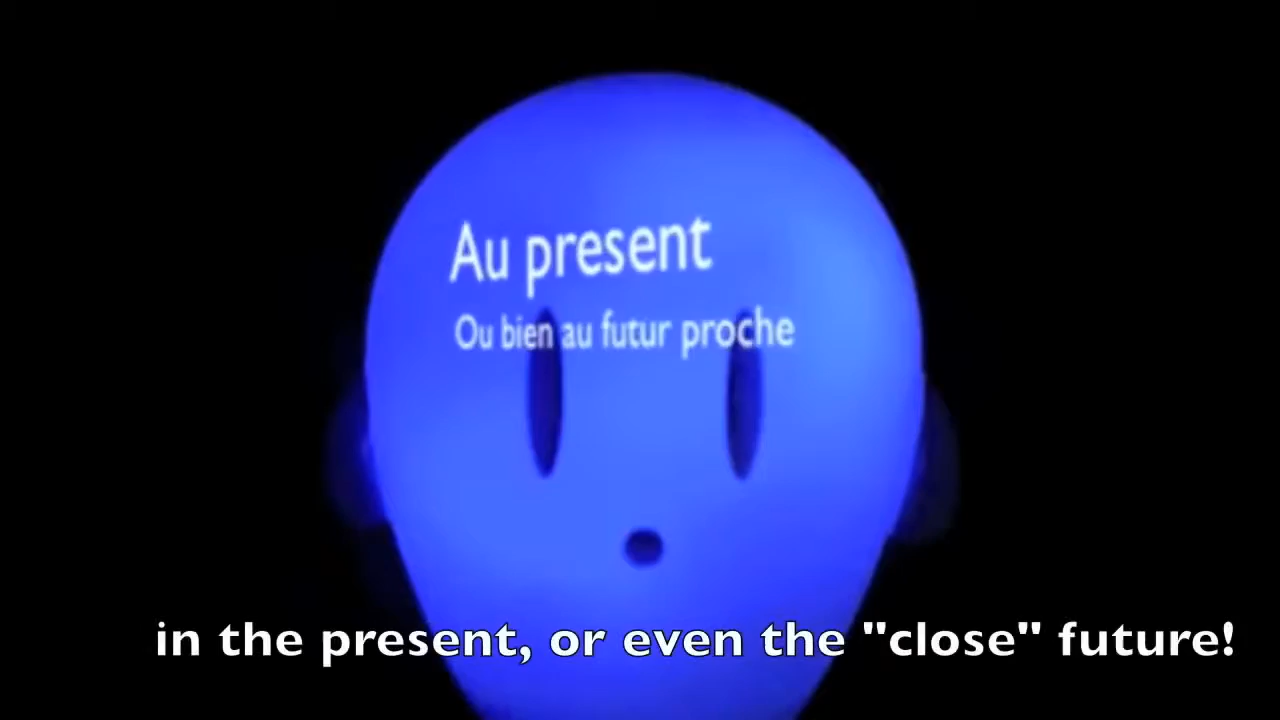 Au present
Ou bien au futur proche
in the present, or even the "close" future!